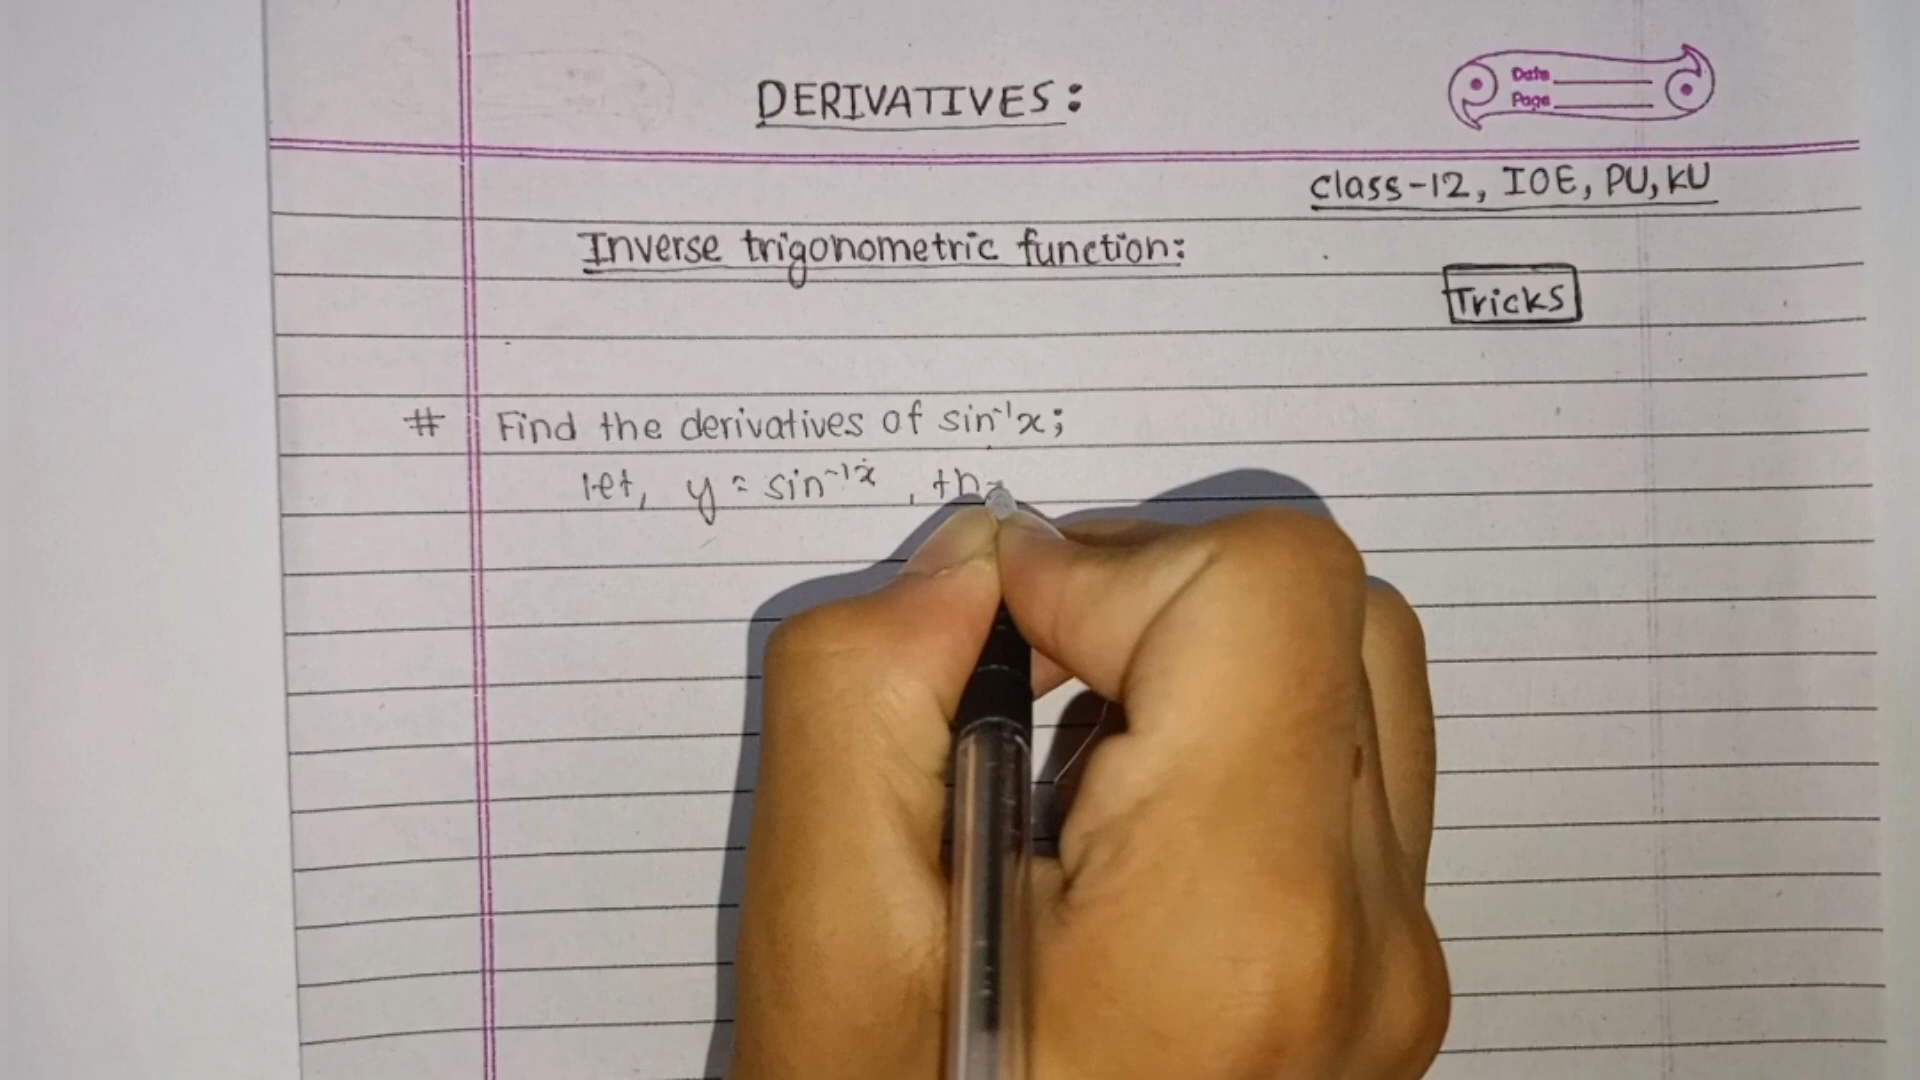 DERIVATIVES:
Date
Page
class-12, IOE, PU, KU
Inverse trigonometric function:
Tricks
# Find the derivatives of sin⁻¹x;
let, y = sin⁻¹x , th